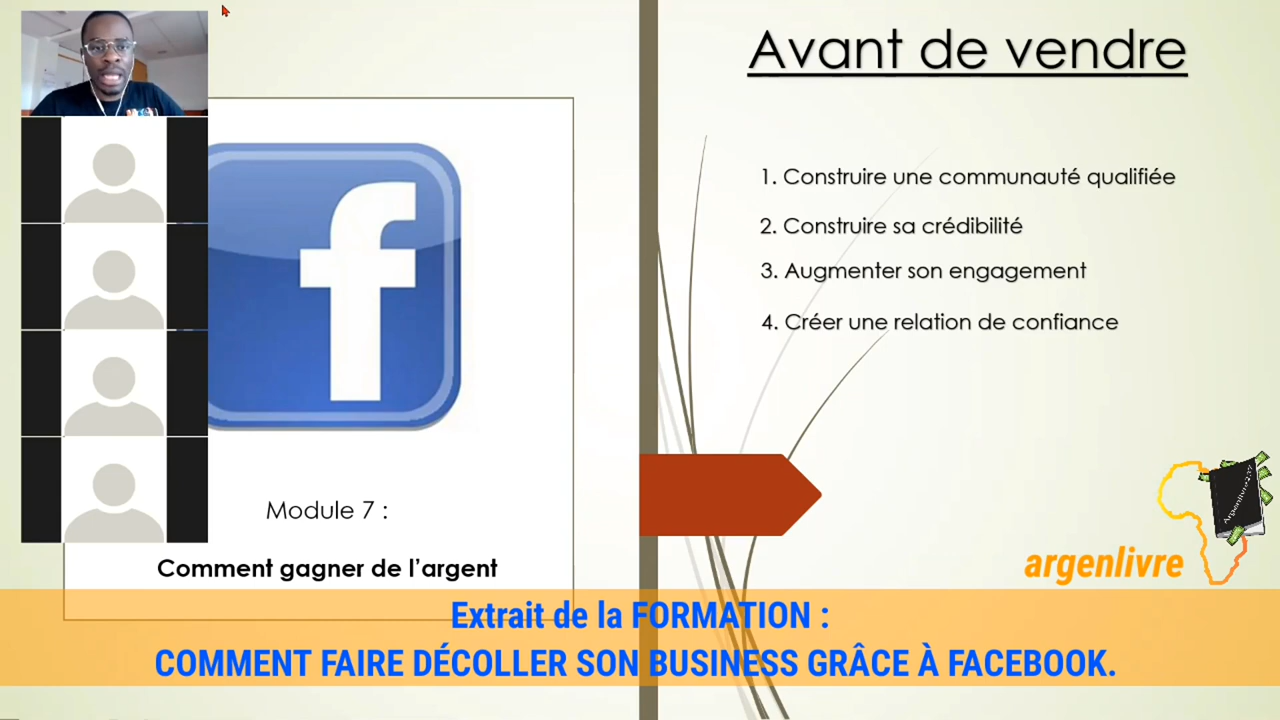 Avant de vendre
1. Construire une communauté qualifiée
2. Construire sa crédibilité
3. Augmenter son engagement
4. Créer une relation de confiance
f
Module 7 :
Comment gagner de l’argent
Argenlivre237
argenlivre
Extrait de la FORMATION :
COMMENT FAIRE DÉCOLLER SON BUSINESS GRÂCE À FACEBOOK.